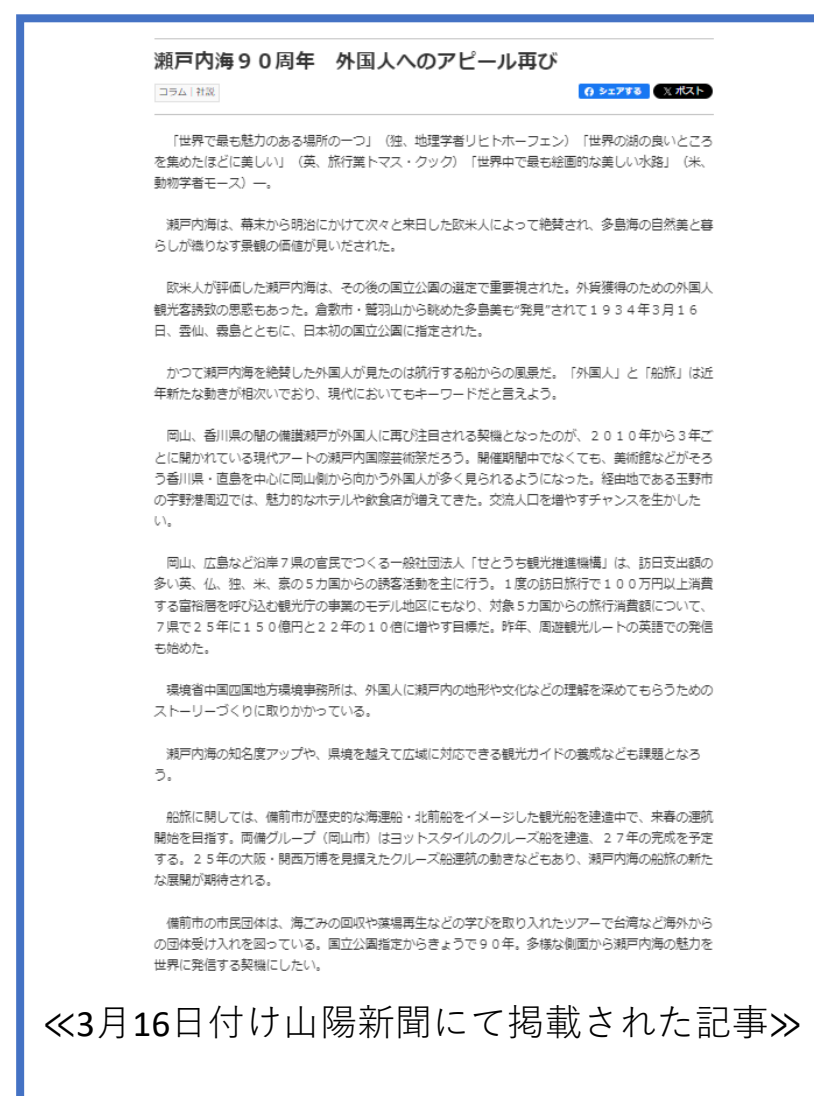 瀬戸内海９０周年　外国人へのアピール再び
コラム｜社説
シェアする
ポスト
「世界で最も魅力のある場所の一つ」（独、地理学者リヒトホーフェン）「世界の湖の良いところ
を集めたほどに美しい」（英、旅行業トマス・クック）「世界中で最も絵画的な美しい水路」（米、
動物学者モース）―。
瀬戸内海は、幕末から明治にかけて次々と来日した欧米人によって絶賛され、多島海の自然美と暮
らしが織りなす景観の価値が見いだされた。
欧米人が評価した瀬戸内海は、その後の国立公園の選定で重要視された。外貨獲得のための外国人
観光客誘致の思惑もあった。倉敷市・鷲羽山から眺めた多島美も“発見”されて１９３４年３月１６
日、雲仙、霧島とともに、日本初の国立公園に指定された。
かつて瀬戸内海を絶賛した外国人が見たのは航行する船からの風景だ。「外国人」と「船旅」は近
年新たな動きが相次いでおり、現代においてもキーワードだと言えよう。
岡山、香川県の間の備讃瀬戸が外国人に再び注目される契機となったのが、２０１０年から３年ご
とに開かれている現代アートの瀬戸内国際芸術祭だろう。開催期間中でなくても、美術館などがそろ
う香川県・直島を中心に岡山側から向かう外国人が多く見られるようになった。経由地である玉野市
の宇野港周辺では、魅力的なホテルや飲食店が増えてきた。交流人口を増やすチャンスを生かした
い。
岡山、広島など沿岸７県の官民でつくる一般社団法人「せとうち観光推進機構」は、訪日支出額の
多い英、仏、独、米、豪の５カ国からの誘客活動を主に行う。１度の訪日旅行で１００万円以上消費
する富裕層を呼び込む観光庁の事業のモデル地区にもなり、対象５カ国からの旅行消費額について、
７県で２５年に１５０億円と２２年の１０倍に増やす目標だ。昨年、周遊観光ルートの英語での発信
も始めた。
環境省中国四国地方環境事務所は、外国人に瀬戸内の地形や文化などの理解を深めてもらうための
ストーリーづくりに取りかかっている。
瀬戸内海の知名度アップや、県境を越えて広域に対応できる観光ガイドの養成なども課題となろ
う。
船旅に関しては、備前市が歴史的な海運船・北前船をイメージした観光船を建造中で、来春の運航
開始を目指す。両備グループ（岡山市）はヨットスタイルのクルーズ船を建造、２７年の完成を予定
する。２５年の大阪・関西万博を見据えたクルーズ船運航の動きなどもあり、瀬戸内海の船旅の新た
な展開が期待される。
備前市の市民団体は、海ごみの回収や藻場再生などの学びを取り入れたツアーで台湾など海外から
の団体受け入れを図っている。国立公園指定からきょうで９０年。多様な側面から瀬戸内海の魅力を
世界に発信する契機にしたい。
≪3月16日付け山陽新聞にて掲載された記事≫